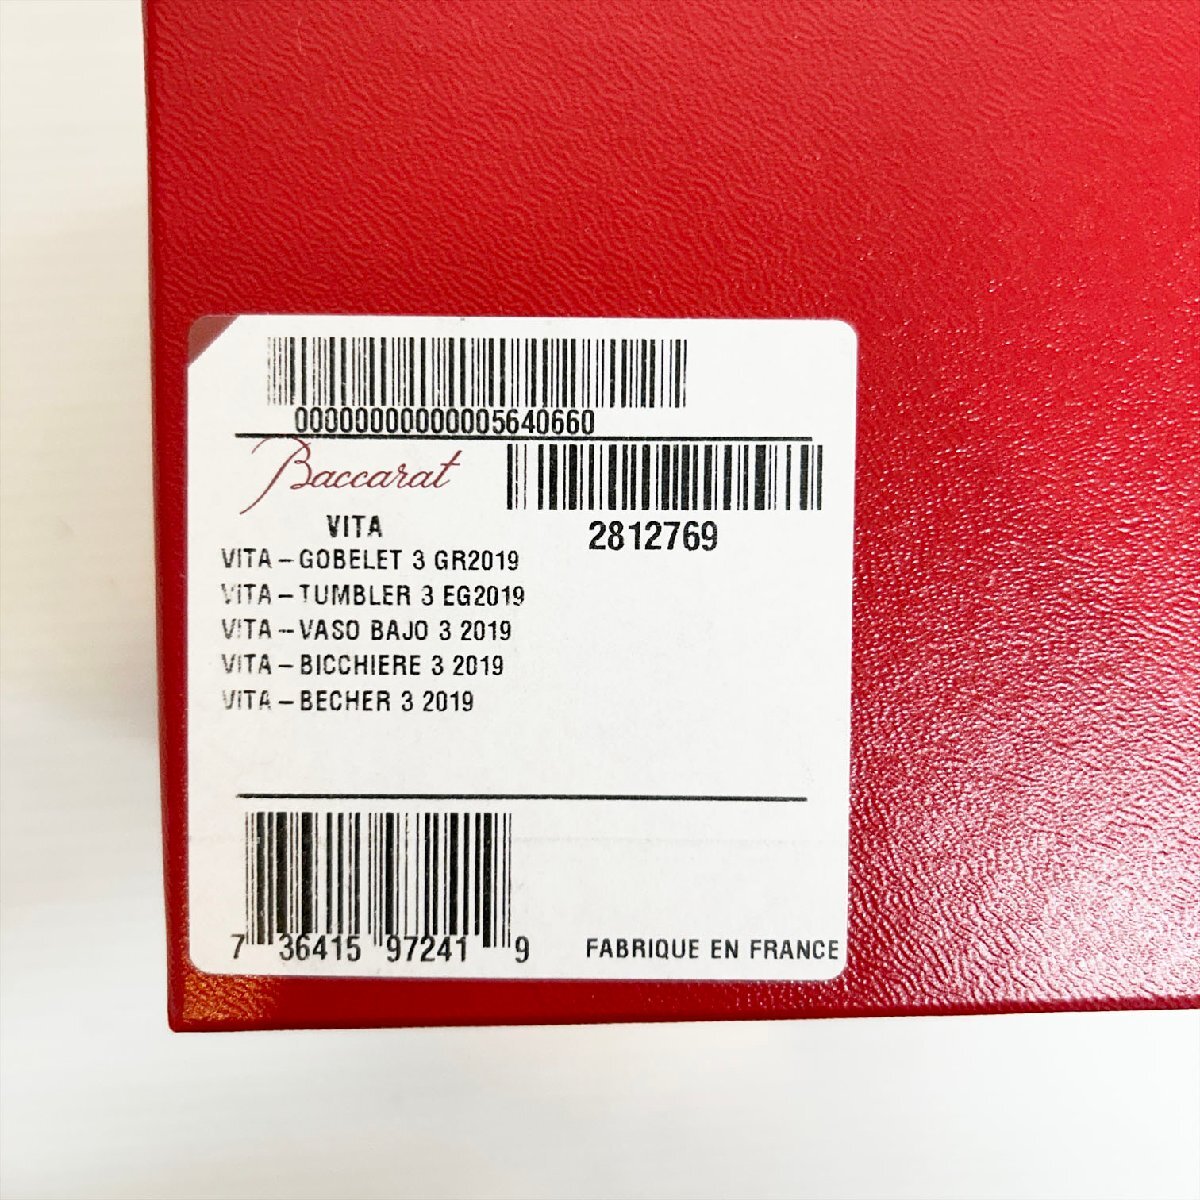 00000000000005640660
Baccarat
VITA
2812769
VITA – GOBELET 3 GR2019
VITA – TUMBLER 3 EG2019
VITA – VASO BAJO 3 2019
VITA – BICCHIERE 3 2019
VITA – BECHER 3 2019
7 36415 97241 9
FABRIQUE EN FRANCE